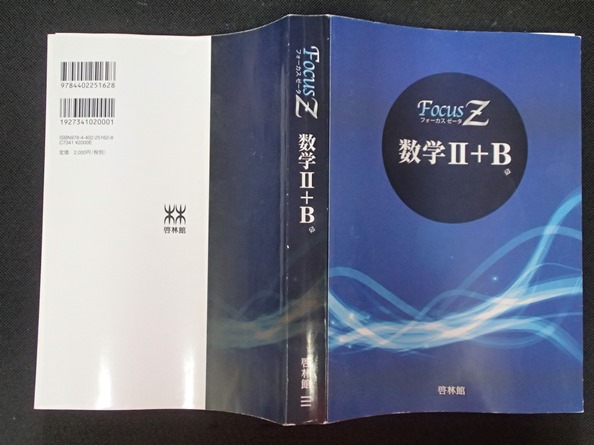 9784402251628
1927341020001
ISBN978-4-402-25162-8
C7341 ¥2000E
定価 2,000円(税別)
啓林館
Focus Z
フォーカス ゼータ
数学Ⅱ+B
啓林館
Focus Z
フォーカス ゼータ
数学Ⅱ+B
啓林館